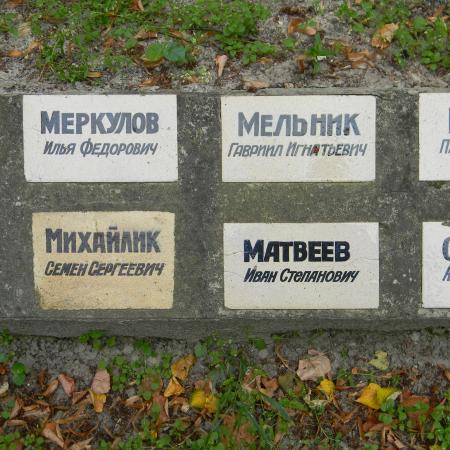 МЕРКУЛОВ
ИЛЬЯ ФЕДОРОВИЧ
МЕЛЬНИК
ГАВРИИЛ ИГНАТЬЕВИЧ
МИХАЙЛИК
СЕМЕН СЕРГЕЕВИЧ
МАТВЕЕВ
ИВАН СТЕПАНОВИЧ